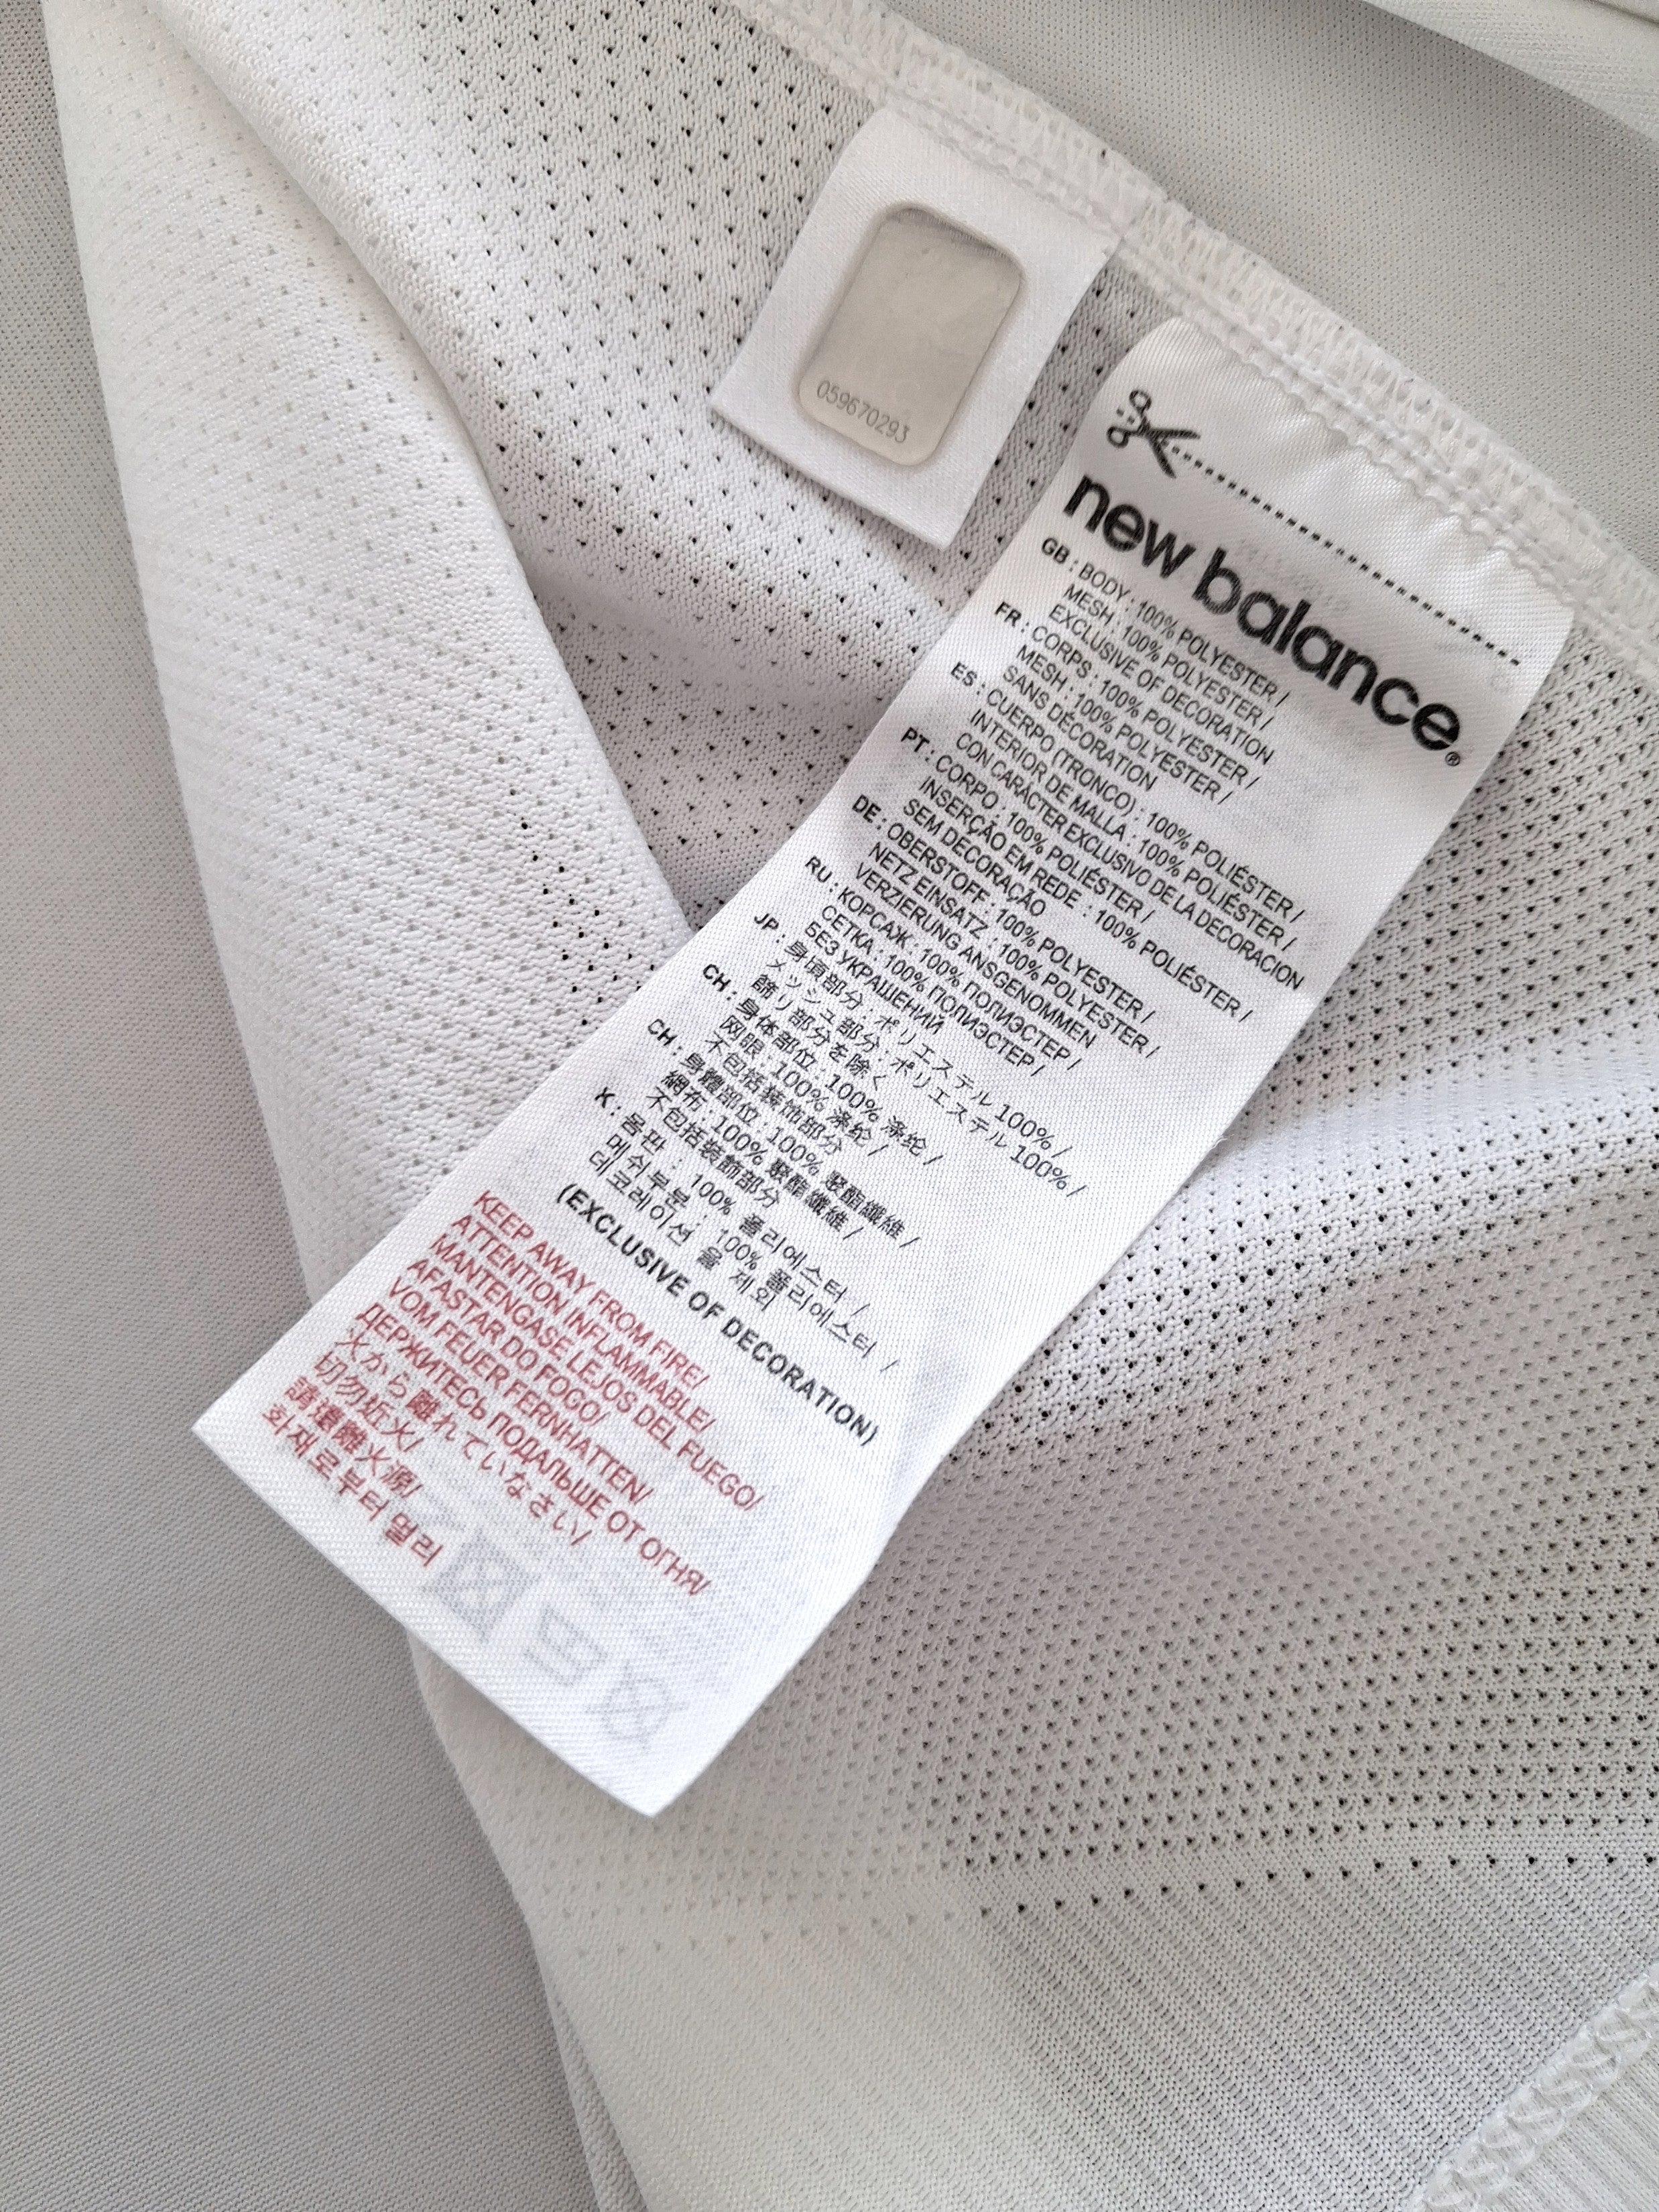 059670293
new balance®
GB : BODY : 100% POLYESTER /
MESH : 100% POLYESTER /
EXCLUSIVE OF DECORATION
FR : CORPS : 100% POLYESTER /
MESH : 100% POLYESTER /
SANS DÉCORATION
ES : CUERPO (TRONCO) : 100% POLIÉSTER /
INTERIOR DE MALLA : 100% POLIÉSTER /
CON CARÁCTER EXCLUSIVO DE LA DECORACION
PT : CORPO : 100% POLIÉSTER /
INSERÇÃO EM REDE : 100% POLIÉSTER /
SEM DECORAÇÃO
DE : OBERSTOFF : 100% POLYESTER /
NETZ EINSATZ : 100% POLYESTER /
VERZIERUNG ANSGENOMMEN
RU : КОРСАЖ : 100% ПОЛИЭСТЕР /
СЕТКА : 100% ПОЛИЭСТЕР /
БЕЗ УКРАШЕНИЙ
JP : 身頃部分 : ポリエステル 100% /
メッシュ部分 : ポリエステル 100% /
飾リ部分を除く
CH : 身体部位 : 100% 涤纶 /
网眼 : 100% 涤纶 /
不包括装饰部分
CH : 身體部位 : 100% 聚酯纖維 /
網布 : 100% 聚酯纖維 /
不包括裝飾部分
K : 몸판 : 100% 폴리에스터 /
메쉬부분 : 100% 폴리에스터 /
데코레이션 을 제외
(EXCLUSIVE OF DECORATION)
KEEP AWAY FROM FIRE/
ATTENTION INFLAMMABLE/
MANTENGASE LEJOS DEL FUEGO/
AFASTAR DO FOGO/
VOM FEUER FERNHATTEN/
ДЕРЖИТЕСЬ ПОДАЛЬШЕ ОТ ОГНЯ/
火から離れていなさい/
切勿近火/
請遠離火源/
화재로부터 멀리